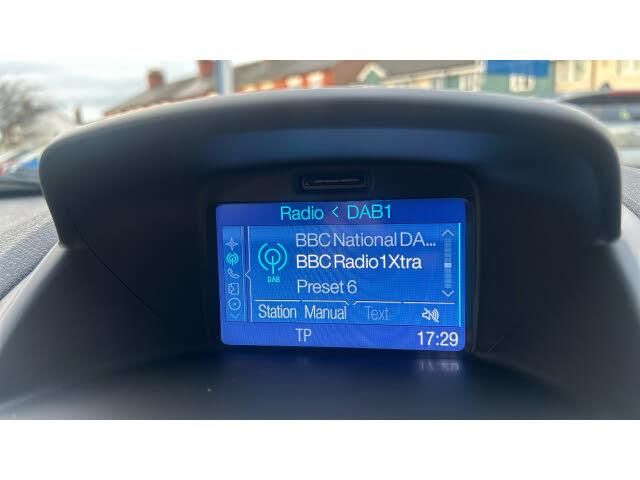 Radio < DAB1
BBC National DA...
BBC Radio1Xtra
DAB
Preset 6
Station Manual Text
TP 17:29